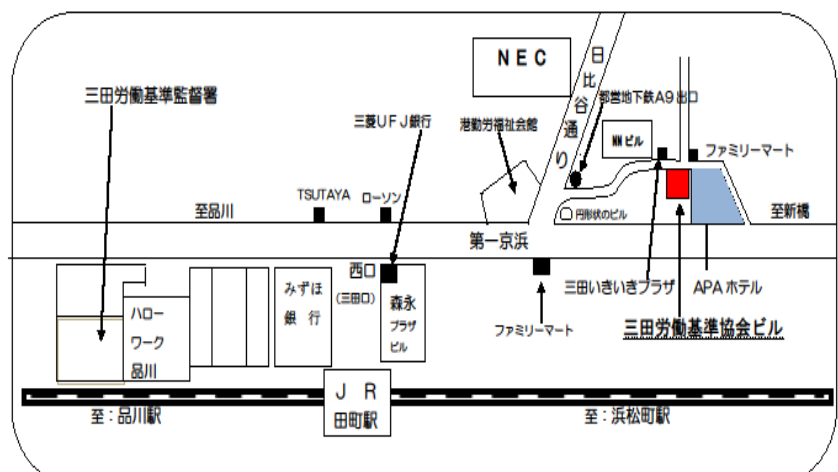 NEC
日比谷通り
三田労働基準監督署
三菱UFJ銀行
港勤労福祉会館
都営地下鉄A9出口
NNビル
ファミリーマート
TSUTAYA
ローソン
至品川
円形状のビル
至新橋
第一京浜
西口
(三田口)
みずほ
銀 行
森永
プラザ
ビル
ハロー
ワーク
品川
三田いきいきプラザ
APAホテル
ファミリーマート
三田労働基準協会ビル
J R
田町駅
至:品川駅
至:浜松町駅